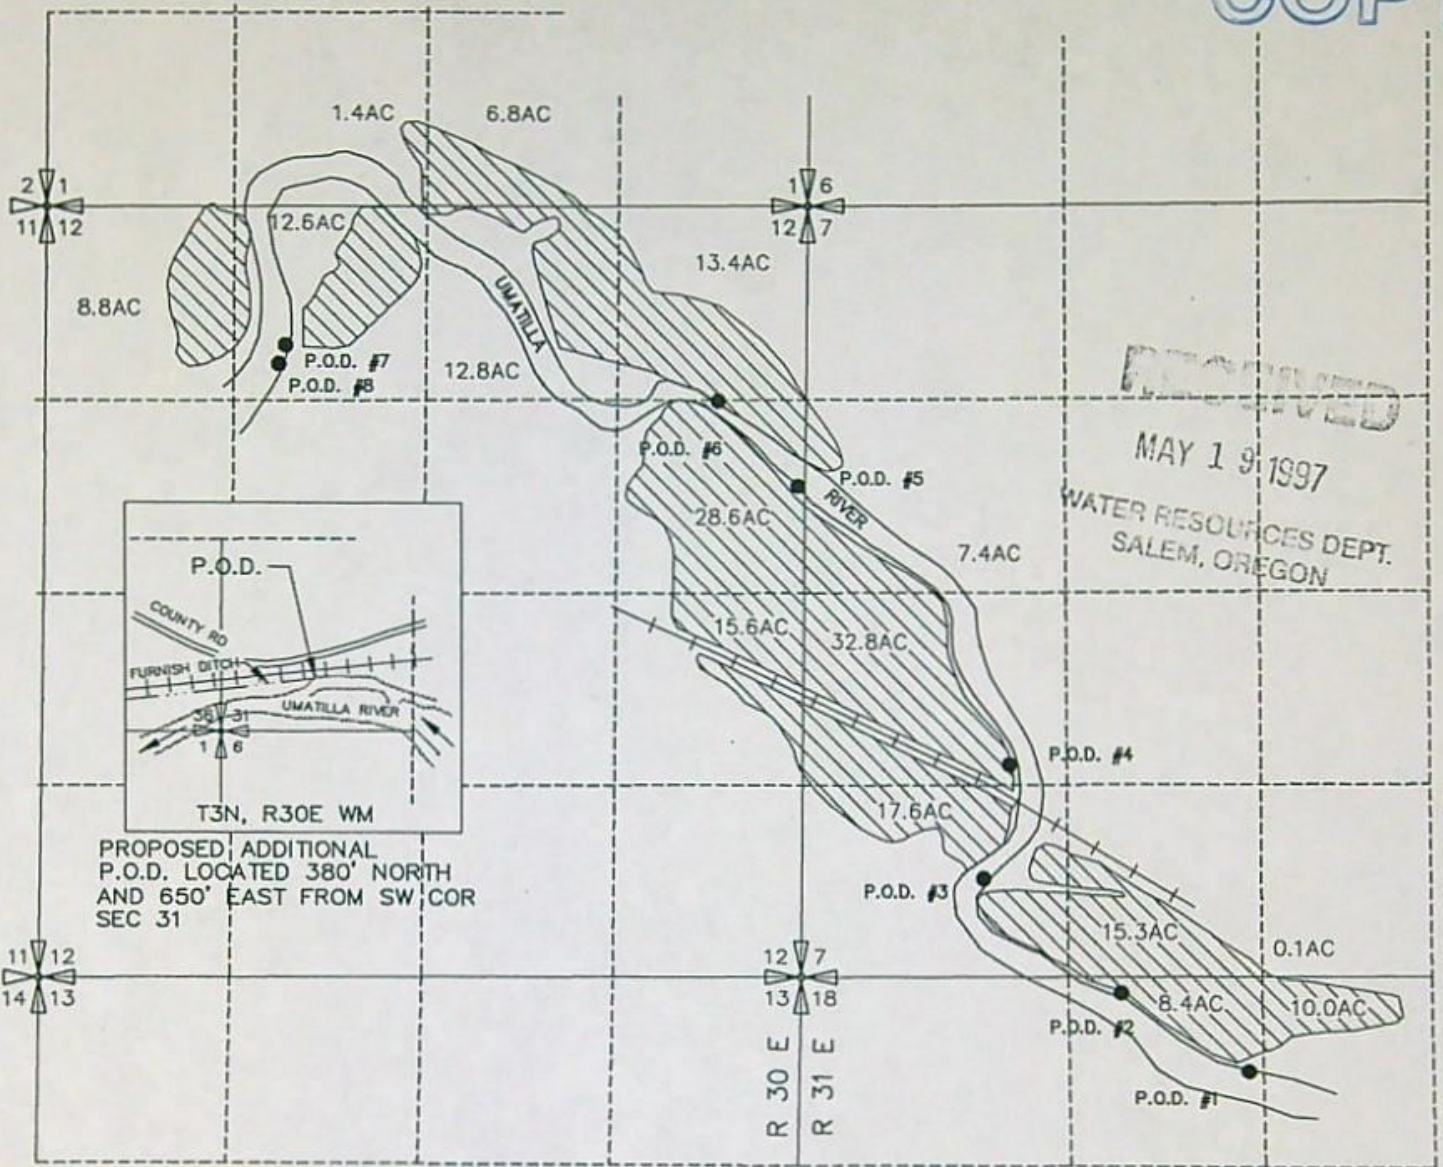 COP
1.4AC
6.8AC
2 1
11 12
1 6
12 7
12.6AC
13.4AC
8.8AC
UMATILLA
P.O.D. #7
P.O.D. #8
12.8AC
RECEIVED
MAY 19 1997
WATER RESOURCES DEPT.
SALEM, OREGON
P.O.D. #6
P.O.D. #5
RIVER
28.6AC
7.4AC
15.6AC
32.8AC
P.O.D.
COUNTY RD
FURNISH DITCH
UMATILLA RIVER
36 31
1 6
T3N, R30E WM
PROPOSED ADDITIONAL
P.O.D. LOCATED 380' NORTH
AND 650' EAST FROM SW COR
SEC 31
P.O.D. #4
17.6AC
P.O.D. #3
15.3AC
0.1AC
11 12
14 13
12 7
13 18
8.4AC
10.0AC
P.O.D. #2
P.O.D. #1
R 30 E
R 31 E